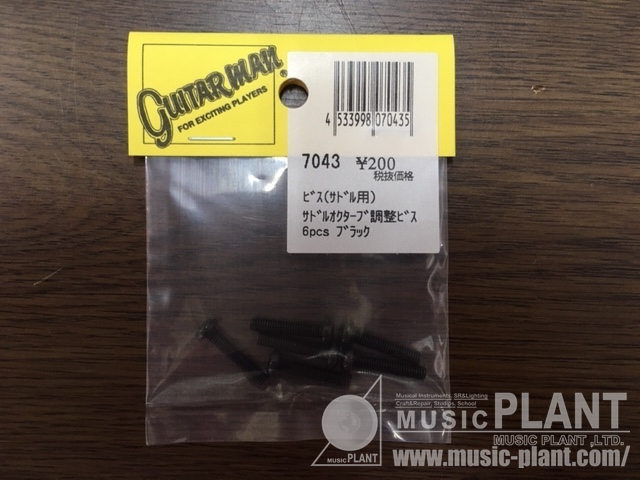 GUITARMAN®
FOR EXCITING PLAYERS
4 533998 070435
7043 ¥200
税抜価格
ﾋﾞｽ(ｻﾄﾞﾙ用)
ｻﾄﾞﾙｵｸﾀｰﾌﾞ調整ﾋﾞｽ
6pcs ﾌﾞﾗｯｸ
Musical Instruments, SR&Lighting
Craft&Repair, Studios, School
MUSIC PLANT
MUSIC PLANT ,LTD.
MUSIC PLANT
www.music-plant.com/